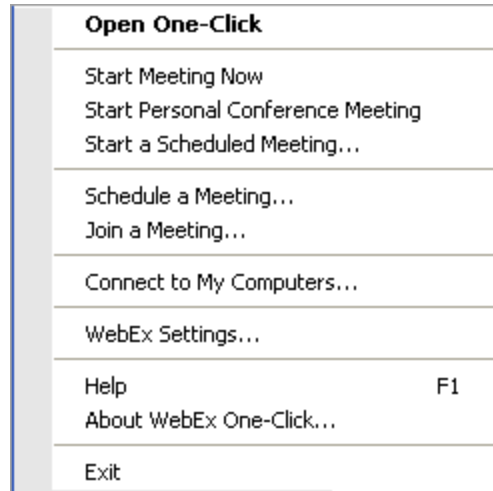 Open One-Click
Start Meeting Now
Start Personal Conference Meeting
Start a Scheduled Meeting...
Schedule a Meeting...
Join a Meeting...
Connect to My Computers...
WebEx Settings...
Help F1
About WebEx One-Click...
Exit